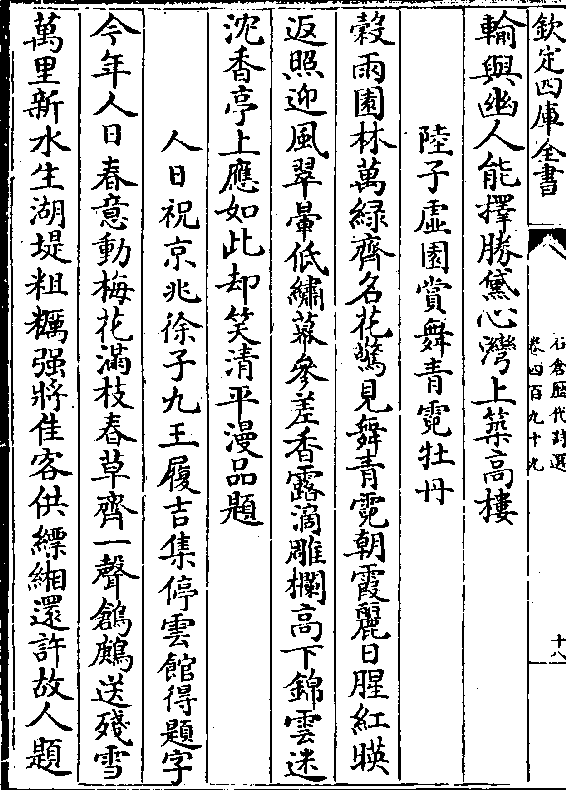 欽定四庫全書
石倉歷代詩選
卷四百九十九
十八
輸與幽人能擇勝黛心灣上築高樓
陸子虛園賞舞青霓牡丹
榖雨園林萬緑齊名花驚見舞青霓朝霞麗日腥紅暎
返照迎風翠暈低繡幕參差香露滴雕欄高下錦雲迷
沈香亭上應如此却笑清平漫品題
人日祝京兆徐子九王履吉集停雲館得題字
今年人日春意動梅花滿枝春草齊一聲鶬鶊送殘雪
萬里新水生湖堤粗糲强將佳客供縹緗還許故人題